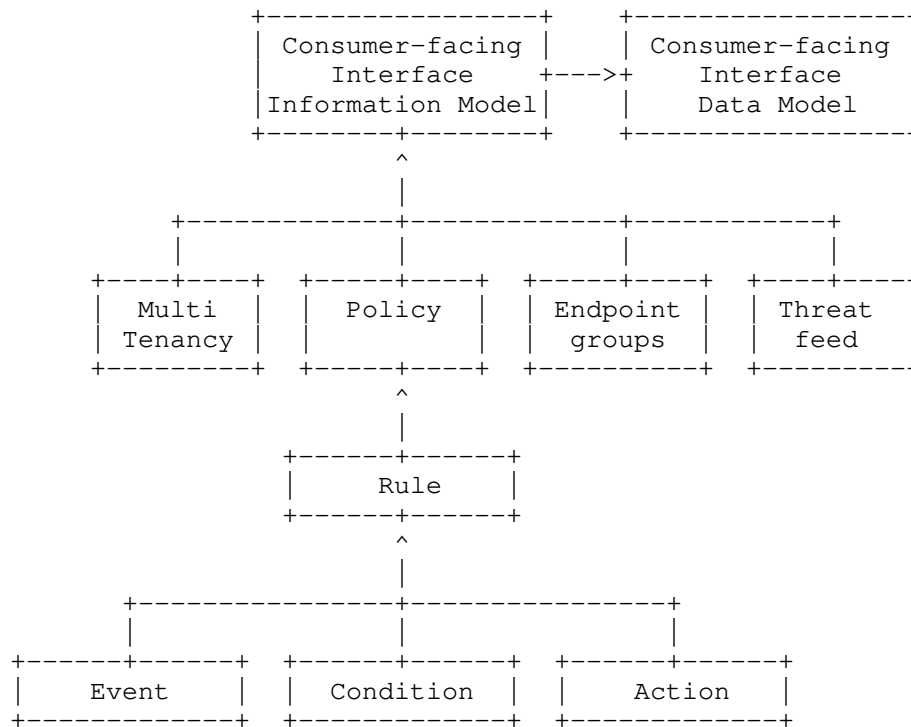 Consumer-facing Consumer-facing
Interface Interface
Information Model Data Model
Multi Policy Endpoint Threat
Tenancy groups feed
Rule
Event Condition Action